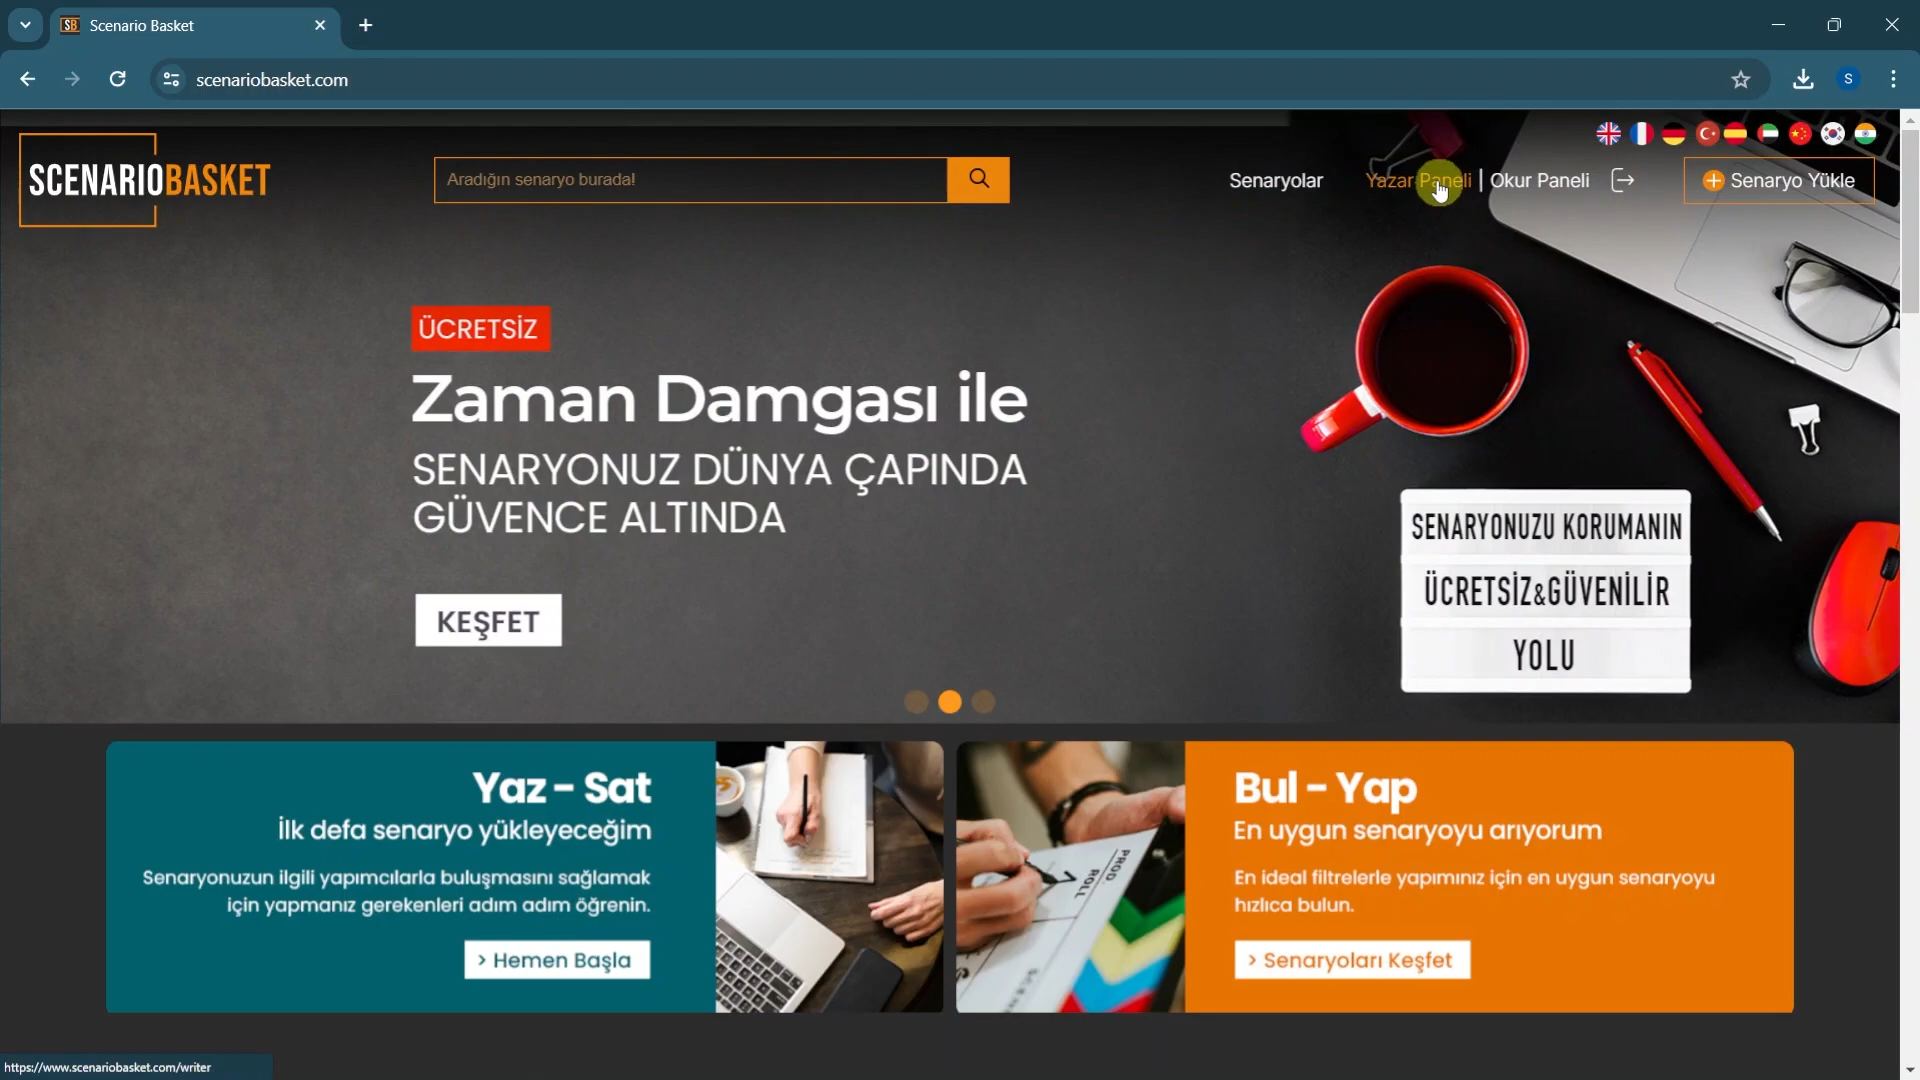 SB Scenario Basket
scenariobasket.com
S
SCENARIOBASKET
Aradığın senaryo burada!
Senaryolar
Yazar Paneli | Okur Paneli
Senaryo Yükle
ÜCRETSİZ
Zaman Damgası ile
SENARYONUZ DÜNYA ÇAPINDA
GÜVENCE ALTINDA
KEŞFET
SENARYONUZU KORUMANIN
ÜCRETSİZ&GÜVENİLİR
YOLU
Yaz - Sat
İlk defa senaryo yükleyeceğim
Senaryonuzun ilgili yapımcılarla buluşmasını sağlamak
için yapmanız gerekenleri adım adım öğrenin.
> Hemen Başla
PROD.
ROLL
Bul - Yap
En uygun senaryoyu arıyorum
En ideal filtrelerle yapımınız için en uygun senaryoyu
hızlıca bulun.
> Senaryoları Keşfet
https://www.scenariobasket.com/writer